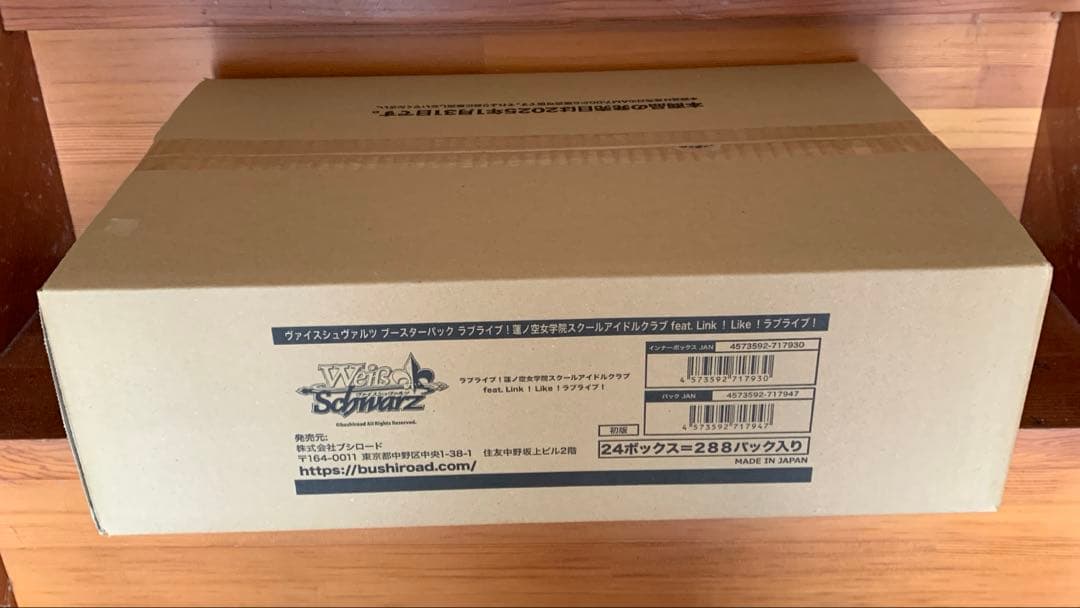 本商品の発売日は2025年1月31日です。
ヴァイスシュヴァルツ ブースターパック ラブライブ！蓮ノ空女学院スクールアイドルクラブ feat. Link！Like！ラブライブ！
Weiß
ヴァイスシュヴァルツ
Schwarz
©bushiroad All Rights Reserved.
ラブライブ！蓮ノ空女学院スクールアイドルクラブ
feat. Link！Like！ラブライブ！
インナーボックス JAN 4573592-717930
4 573592 717930
パック JAN 4573592-717947
4 573592 717947
初版
24ボックス=288パック入り
MADE IN JAPAN
発売元:
株式会社ブシロード
〒164-0011 東京都中野区中央1-38-1 住友中野坂上ビル2階
https://bushiroad.com/